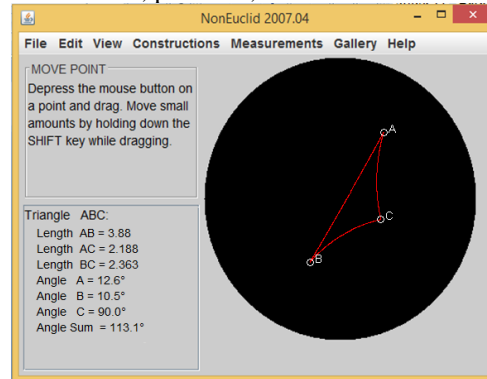 NonEuclid 2007.04
File Edit View Constructions Measurements Gallery Help
MOVE POINT
Depress the mouse button on
a point and drag. Move small
amounts by holding down the
SHIFT key while dragging.
Triangle ABC:
Length AB = 3.88
Length AC = 2.188
Length BC = 2.363
Angle A = 12.6°
Angle B = 10.5°
Angle C = 90.0°
Angle Sum = 113.1°
A
C
B